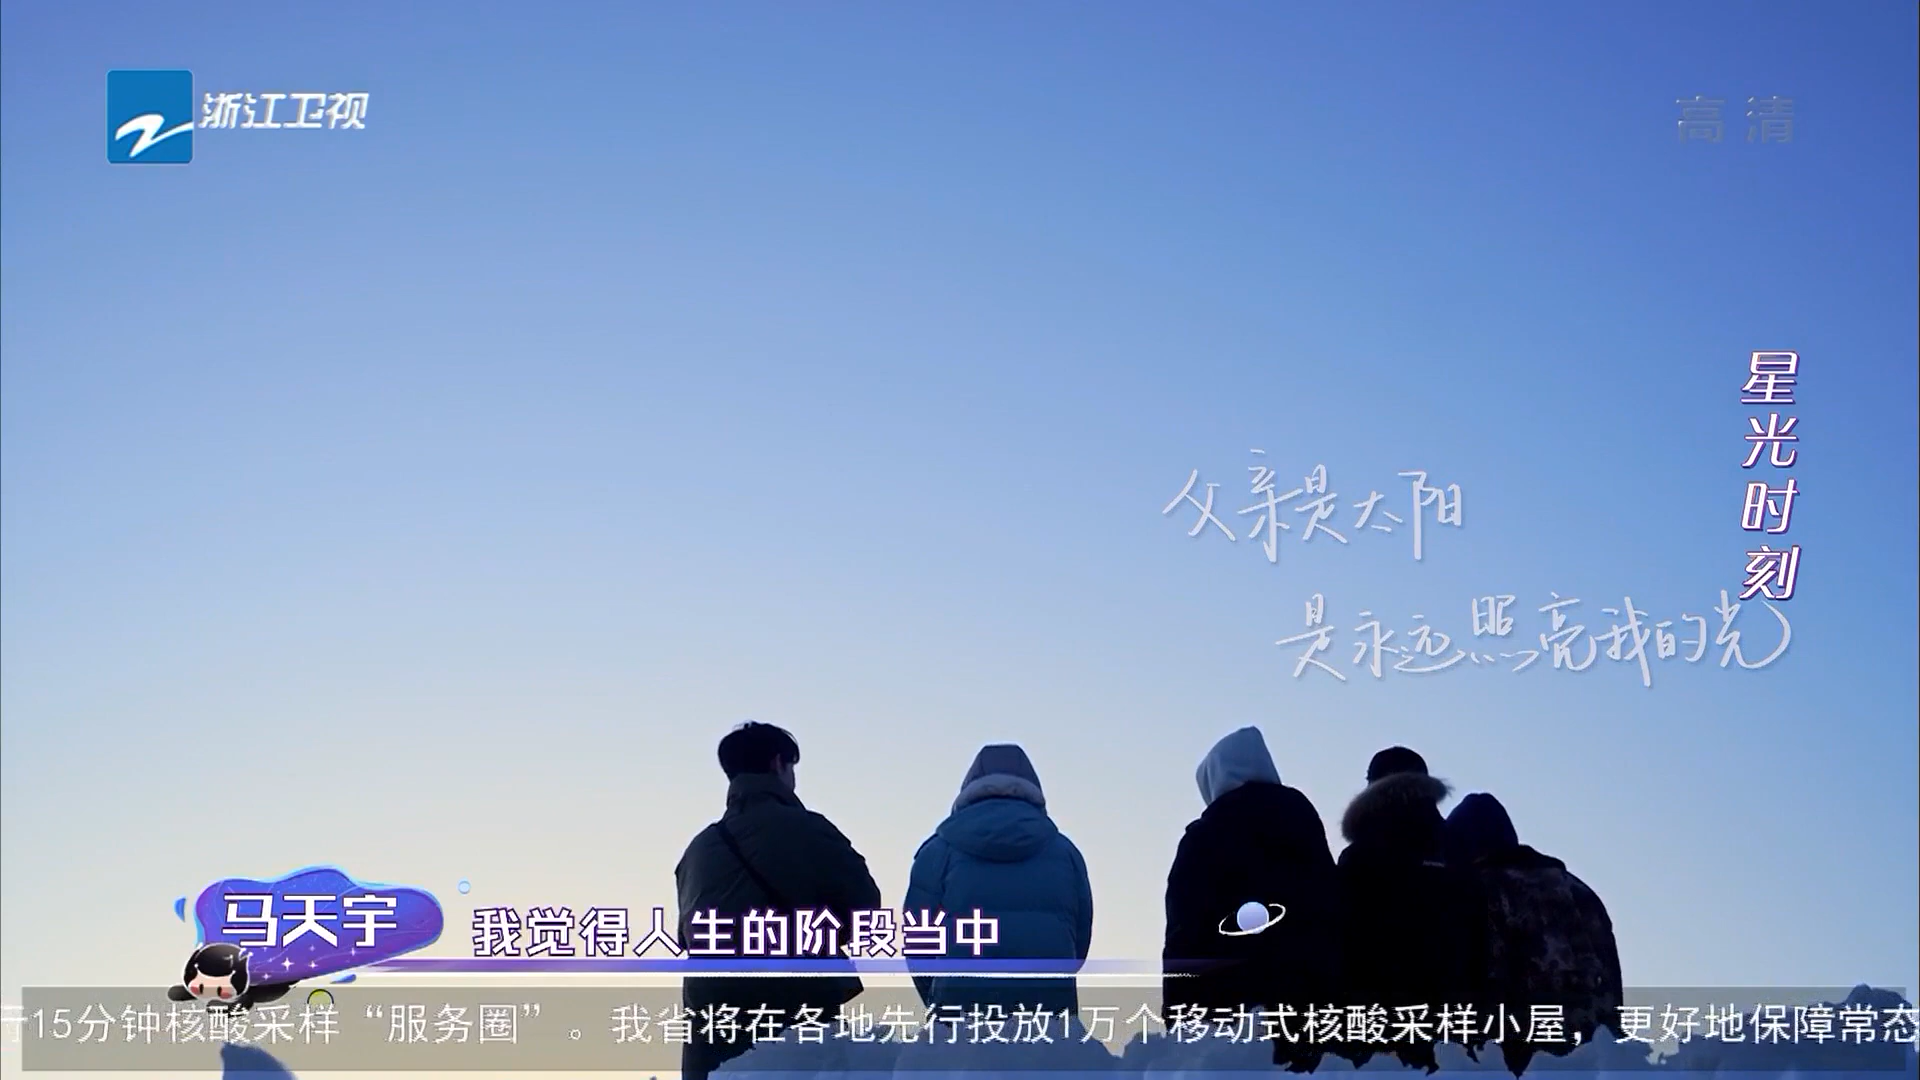 浙江卫视
高清
星光时刻
父亲是太阳
是永远照亮我的光
马天宇
我觉得人生的阶段当中
15分钟核酸采样“服务圈”。我省将在各地先行投放1万个移动式核酸采样小屋，更好地保障常态